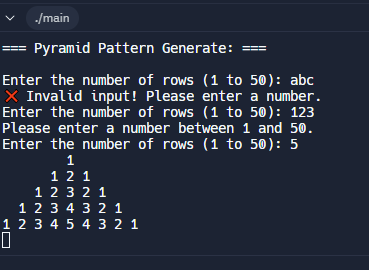 ./main
=== Pyramid Pattern Generate: ===
Enter the number of rows (1 to 50): abc
❌ Invalid input! Please enter a number.
Enter the number of rows (1 to 50): 123
Please enter a number between 1 and 50.
Enter the number of rows (1 to 50): 5
        1
      1 2 1
    1 2 3 2 1
  1 2 3 4 3 2 1
1 2 3 4 5 4 3 2 1